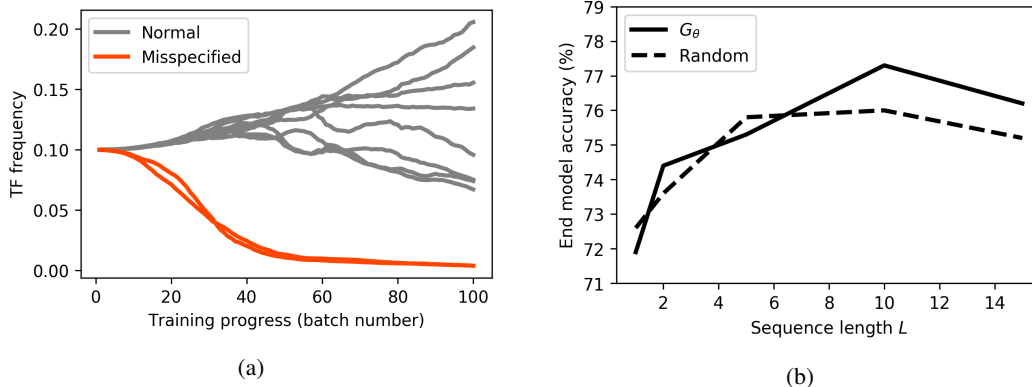 0.20
0.15
0.10
0.05
0.00
TF frequency
Normal
Misspecified
0 20 40 60 80 100
Training progress (batch number)
(a)
79
78
77
76
75
74
73
72
71
End model accuracy (%)
G_θ
Random
2 4 6 8 10 12 14
Sequence length L
(b)